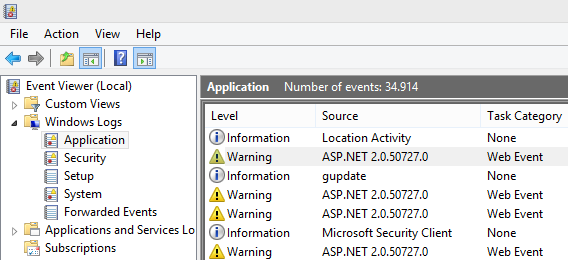 File Action View Help
Event Viewer (Local)
Custom Views
Windows Logs
Application
Security
Setup
System
Forwarded Events
Applications and Services Lo
Subscriptions
Application Number of events: 34.914
Level Source Task Category
Information Location Activity None
Warning ASP.NET 2.0.50727.0 Web Event
Information gupdate None
Warning ASP.NET 2.0.50727.0 Web Event
Warning ASP.NET 2.0.50727.0 Web Event
Information Microsoft Security Client None
Warning ASP.NET 2.0.50727.0 Web Event